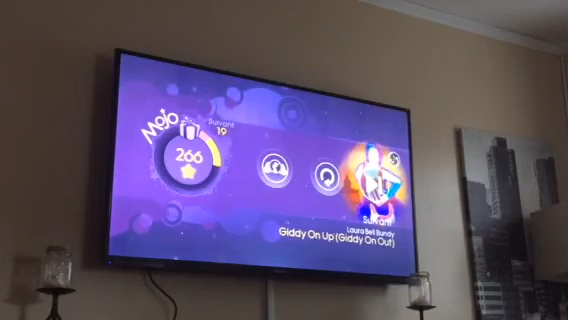 Mojo
Suivant
19
266
Suivant
Laura Bell Bundy
Giddy On Up (Giddy On Out)